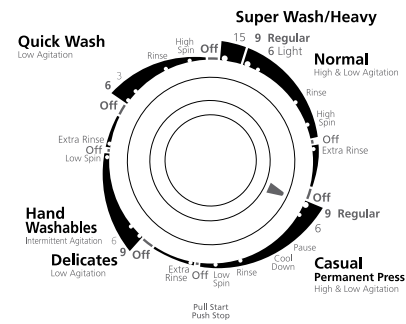 Super Wash/Heavy
Quick Wash
Low Agitation
High
Spin
Off
15
9 Regular
6 Light
Rinse
3
6
Off
Normal
High & Low Agitation
Rinse
High
Spin
Off
Extra Rinse
Extra Rinse
Off
Low Spin
Off
9 Regular
6
Pause
Cool
Down
Casual
Permanent Press
High & Low Agitation
Rinse
Low
Spin
Off
Extra
Rinse
Hand
Washables
Intermittent Agitation
6
9
Off
Delicates
Low Agitation
Pull Start
Push Stop